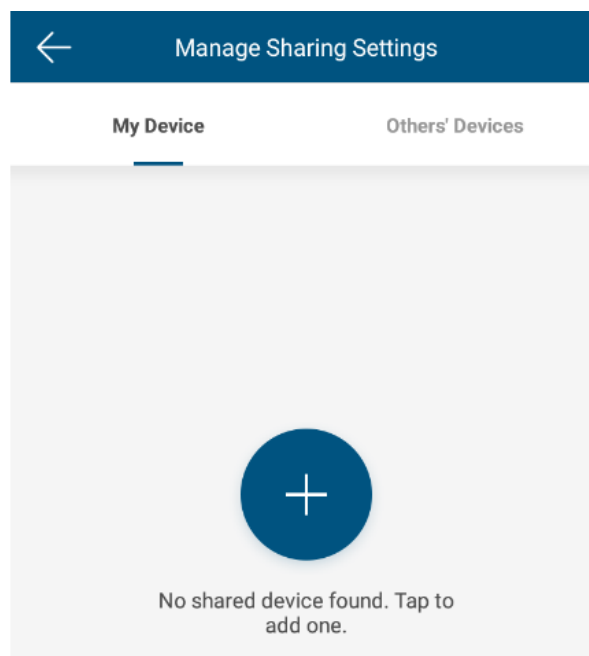 Manage Sharing Settings
My Device Others' Devices
No shared device found. Tap to
add one.